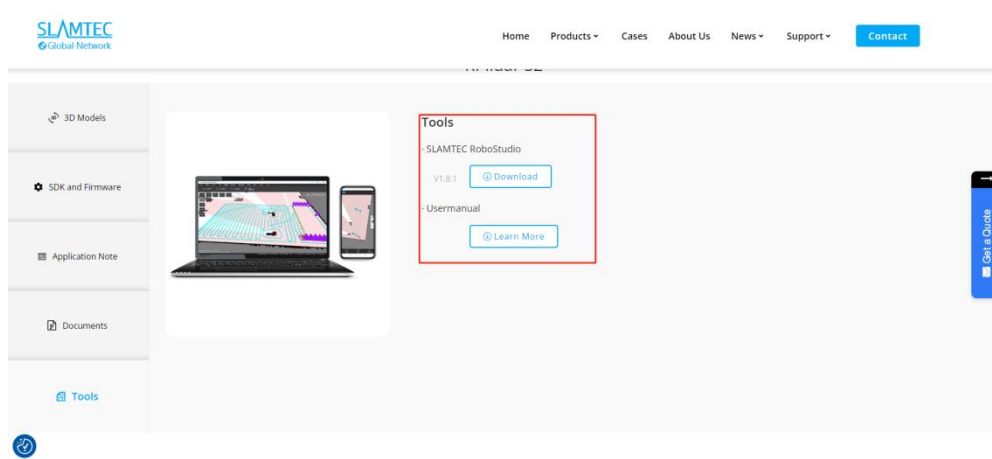 SLAMTEC
Global Network
Home Products Cases About Us News Support Contact
3D Models
SDK and Firmware
Application Note
Documents
Tools
Tools
- SLAMTEC RoboStudio
V1.8.1 Download
- Usermanual
Learn More
Get a Quote